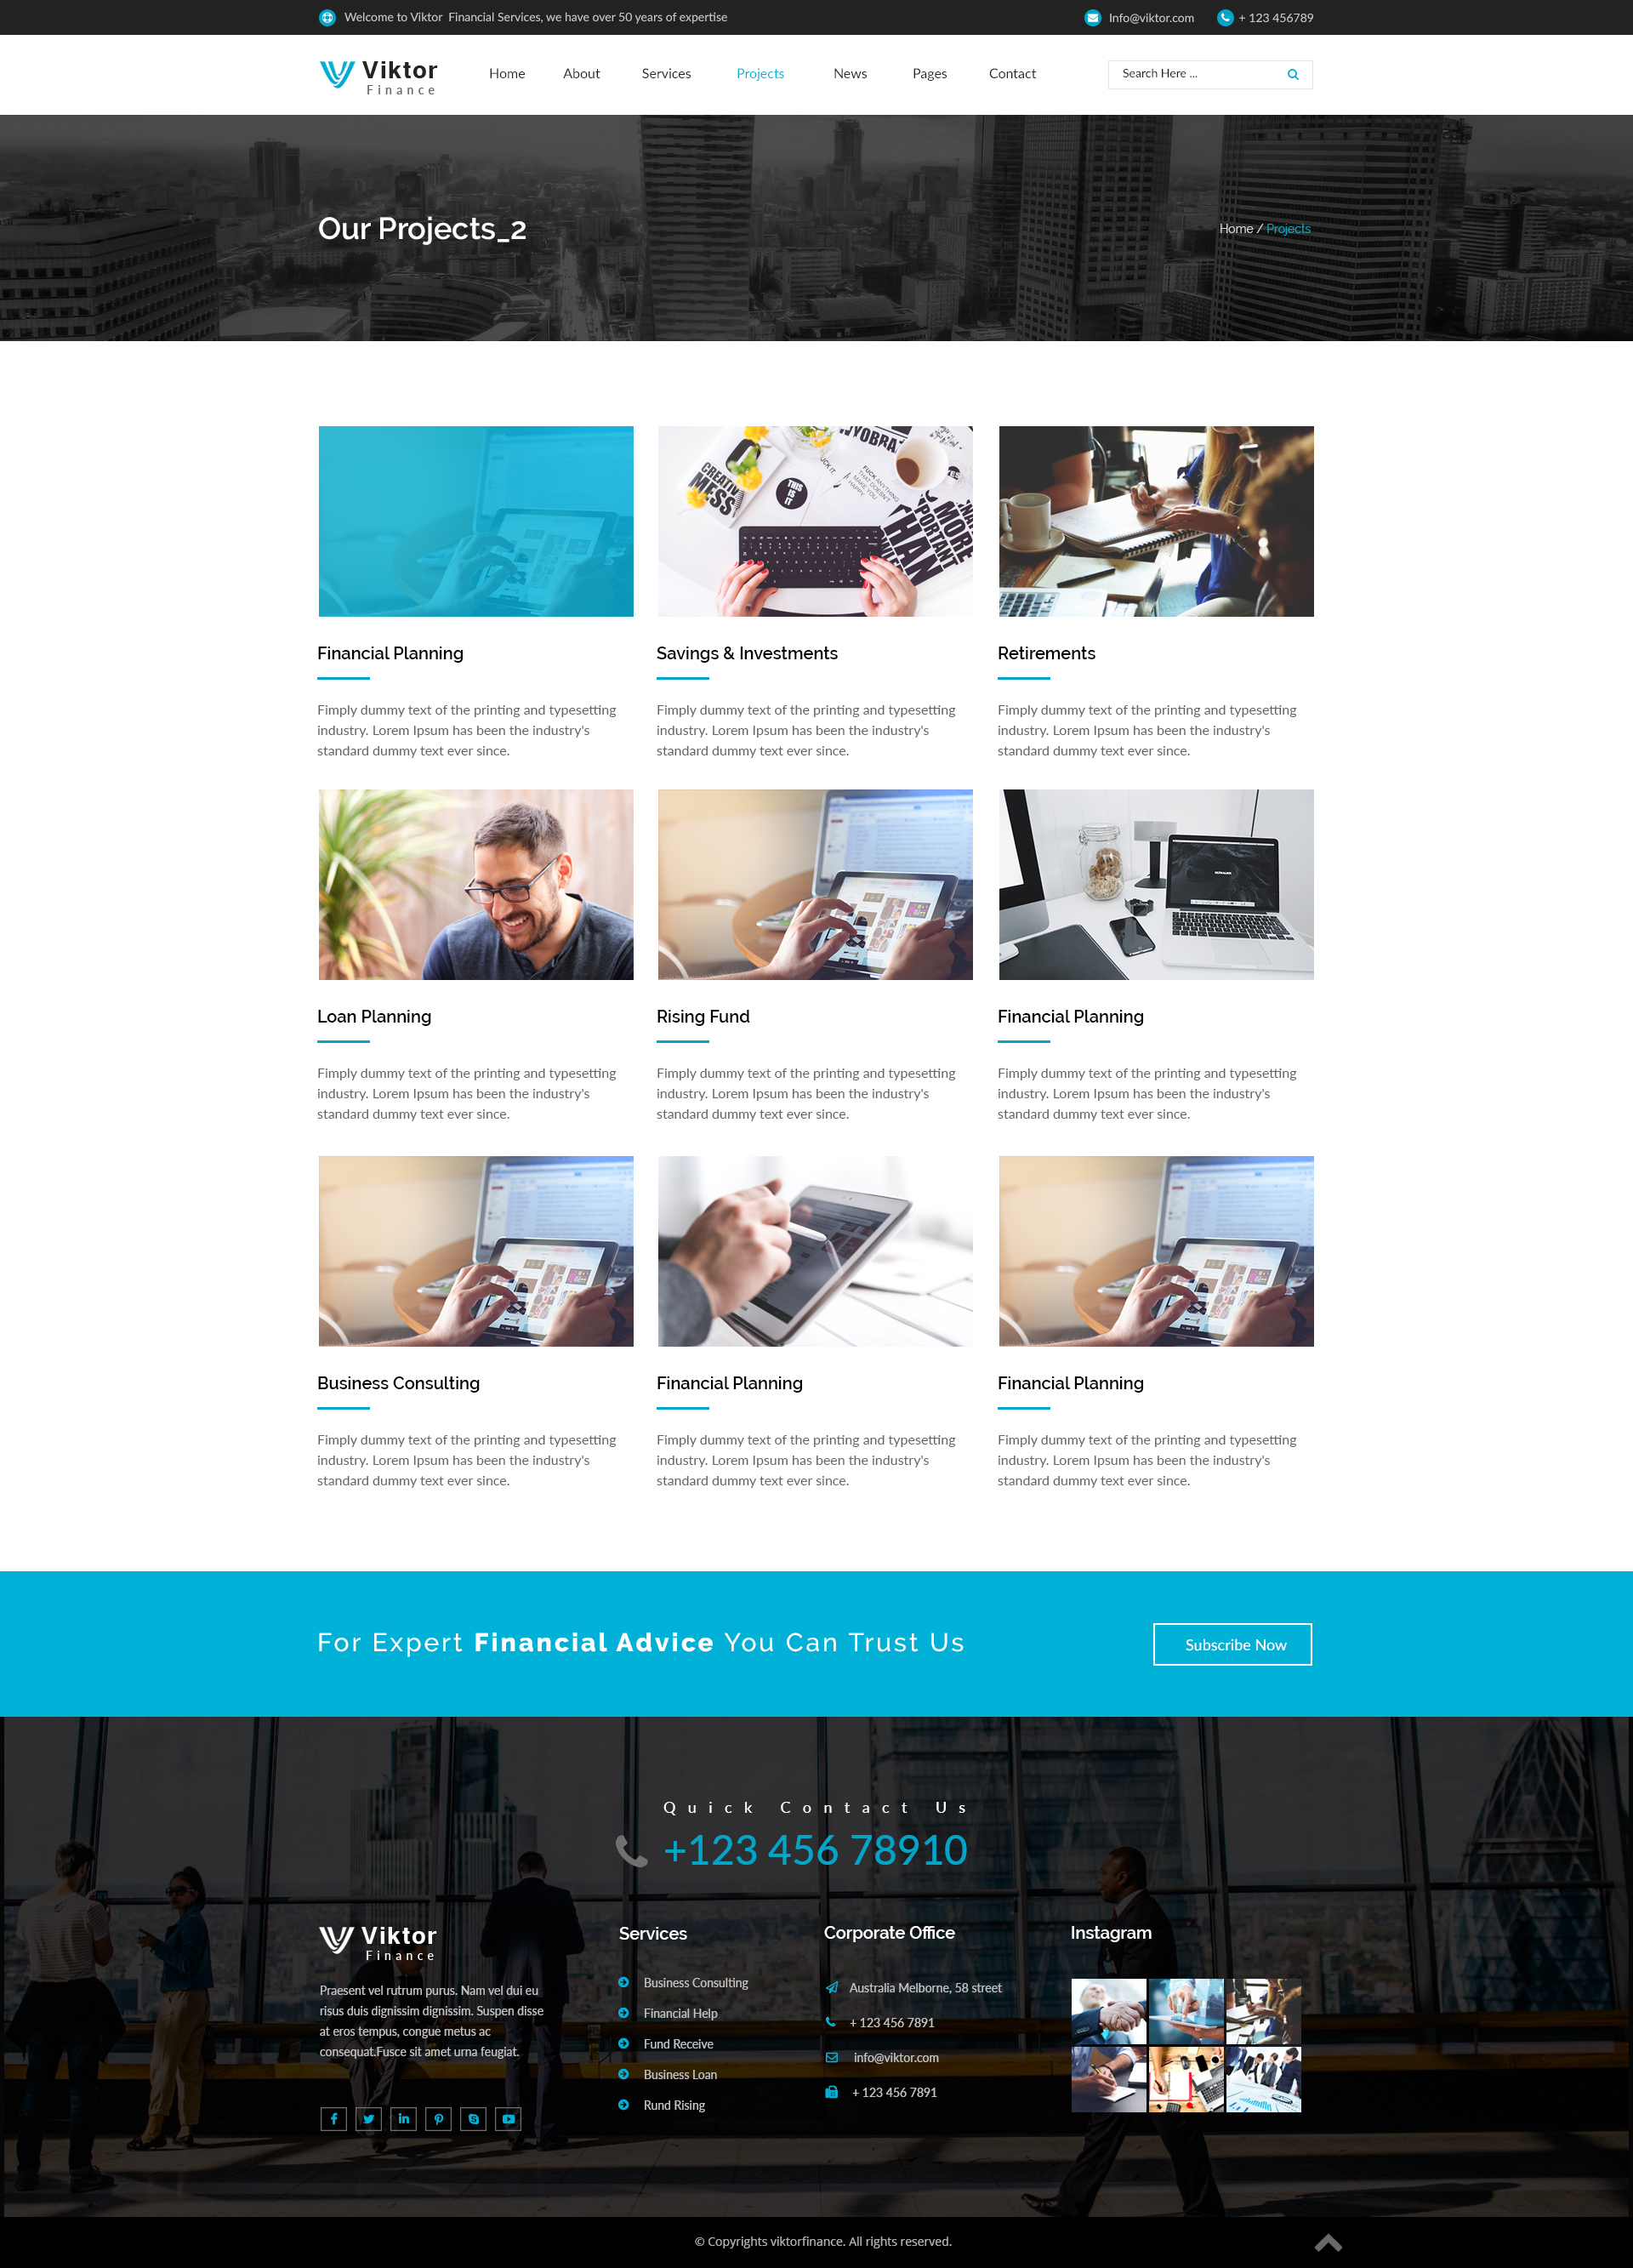 Welcome to Viktor  Financial Services, we have over 50 years of expertise
Info@viktor.com
+ 123 456789
Viktor
Finance
Home
About
Services
Projects
News
Pages
Contact
Search Here ...
Our Projects_2
Home / Projects
CREATIVE
MESS
THIS
IS
IT
FUCK ANYTHING
THAT DOESN'T
MAKE YOU
HAPPY.
MORE
Financial Planning
Savings & Investments
Retirements
Fimply dummy text of the printing and typesetting
industry. Lorem Ipsum has been the industry's
standard dummy text ever since.
Fimply dummy text of the printing and typesetting
industry. Lorem Ipsum has been the industry's
standard dummy text ever since.
Fimply dummy text of the printing and typesetting
industry. Lorem Ipsum has been the industry's
standard dummy text ever since.
Loan Planning
Rising Fund
Financial Planning
Fimply dummy text of the printing and typesetting
industry. Lorem Ipsum has been the industry's
standard dummy text ever since.
Fimply dummy text of the printing and typesetting
industry. Lorem Ipsum has been the industry's
standard dummy text ever since.
Fimply dummy text of the printing and typesetting
industry. Lorem Ipsum has been the industry's
standard dummy text ever since.
Business Consulting
Financial Planning
Financial Planning
Fimply dummy text of the printing and typesetting
industry. Lorem Ipsum has been the industry's
standard dummy text ever since.
Fimply dummy text of the printing and typesetting
industry. Lorem Ipsum has been the industry's
standard dummy text ever since.
Fimply dummy text of the printing and typesetting
industry. Lorem Ipsum has been the industry's
standard dummy text ever since.
For Expert Financial Advice You Can Trust Us
Subscribe Now
Quick Contact Us
+123 456 78910
Viktor
Finance
Praesent vel rutrum purus. Nam vel dui eu
risus duis dignissim dignissim. Suspen disse
at eros tempus, congue metus ac
consequat.Fusce sit amet urna feugiat.
Services
Business Consulting
Financial Help
Fund Receive
Business Loan
Rund Rising
Corporate Office
Australia Melborne, 58 street
+ 123 456 7891
info@viktor.com
+ 123 456 7891
Instagram
© Copyrights viktorfinance. All rights reserved.